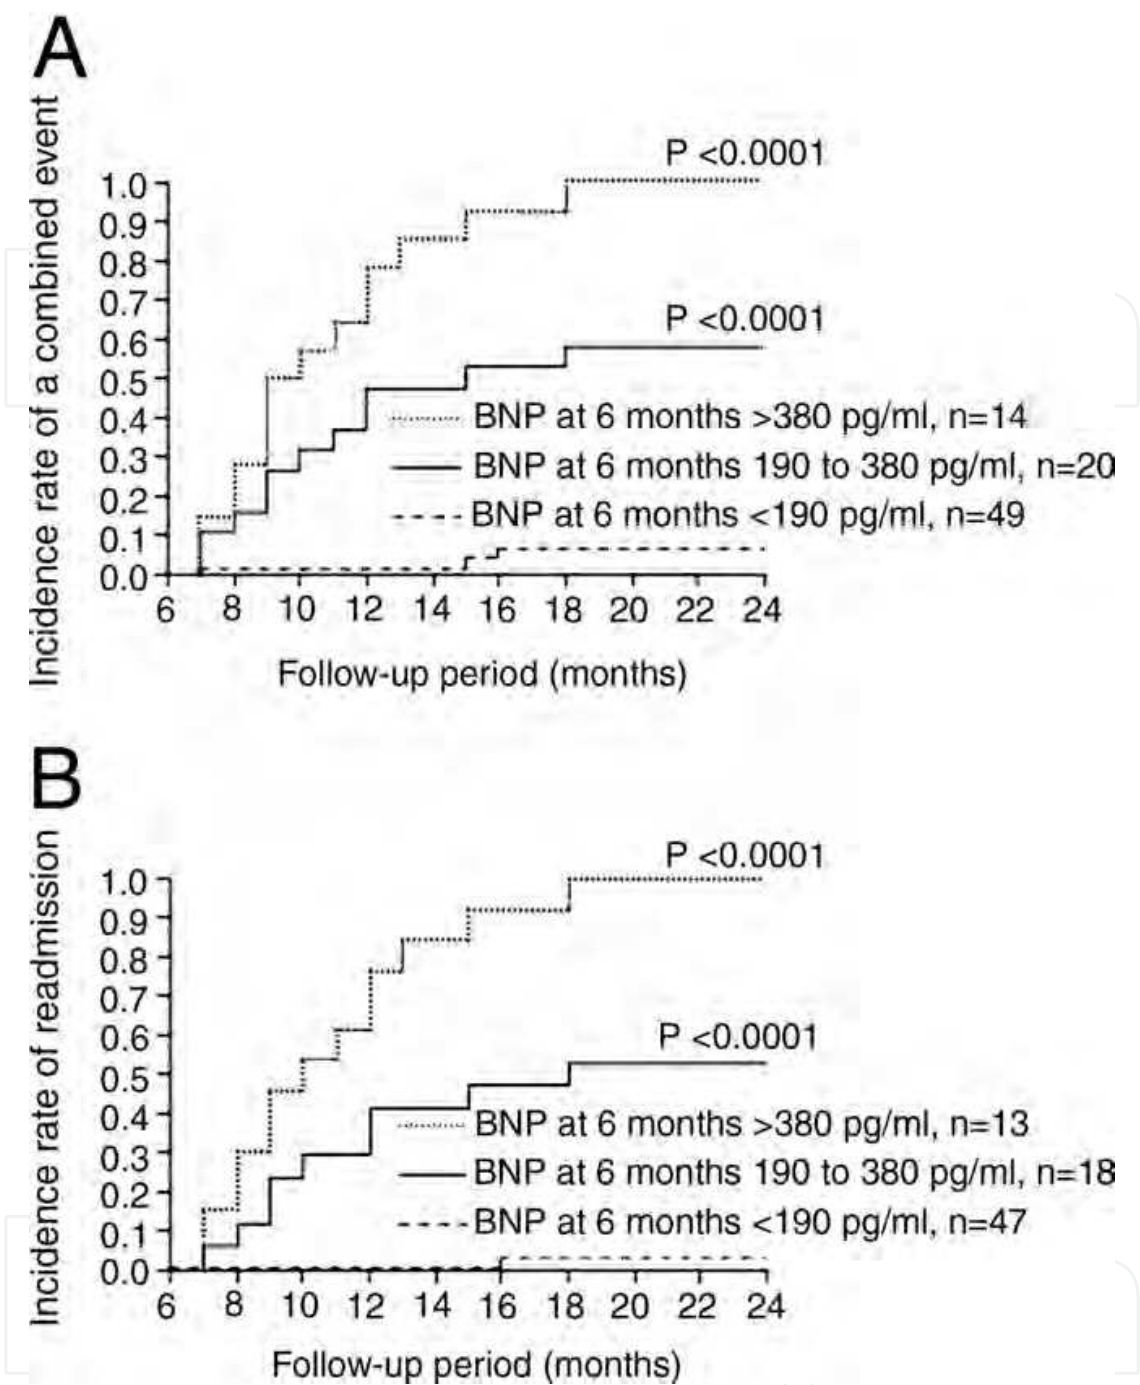 A
Incidence rate of a combined event
P <0.0001
1.0
0.9
0.8
0.7
P <0.0001
0.6
0.5
0.4
BNP at 6 months >380 pg/ml, n=14
0.3
BNP at 6 months 190 to 380 pg/ml, n=20
0.2
BNP at 6 months <190 pg/ml, n=49
0.1
0.0
6 8 10 12 14 16 18 20 22 24
Follow-up period (months)
B
Incidence rate of readmission
P <0.0001
1.0
0.9
0.8
0.7
P <0.0001
0.6
0.5
0.4
BNP at 6 months >380 pg/ml, n=13
0.3
BNP at 6 months 190 to 380 pg/ml, n=18
0.2
BNP at 6 months <190 pg/ml, n=47
0.1
0.0
6 8 10 12 14 16 18 20 22 24
Follow-up period (months)